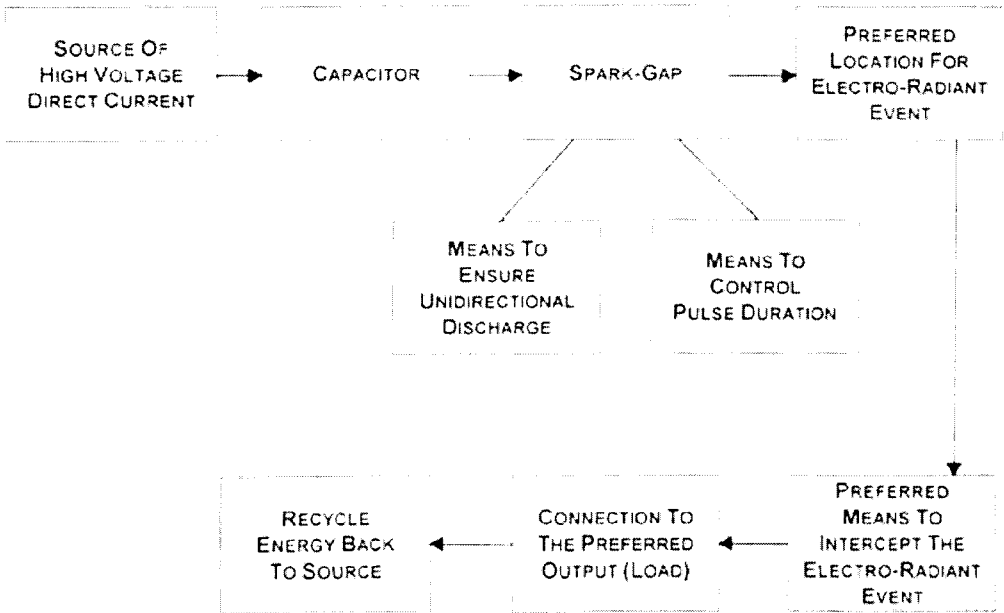 SOURCE OF
HIGH VOLTAGE
DIRECT CURRENT
CAPACITOR
SPARK-GAP
PREFERRED
LOCATION FOR
ELECTRO-RADIANT
EVENT
MEANS TO
ENSURE
UNIDIRECTIONAL
DISCHARGE
MEANS TO
CONTROL
PULSE DURATION
RECYCLE
ENERGY BACK
TO SOURCE
CONNECTION TO
THE PREFERRED
OUTPUT (LOAD)
PREFERRED
MEANS TO
INTERCEPT THE
ELECTRO-RADIANT
EVENT